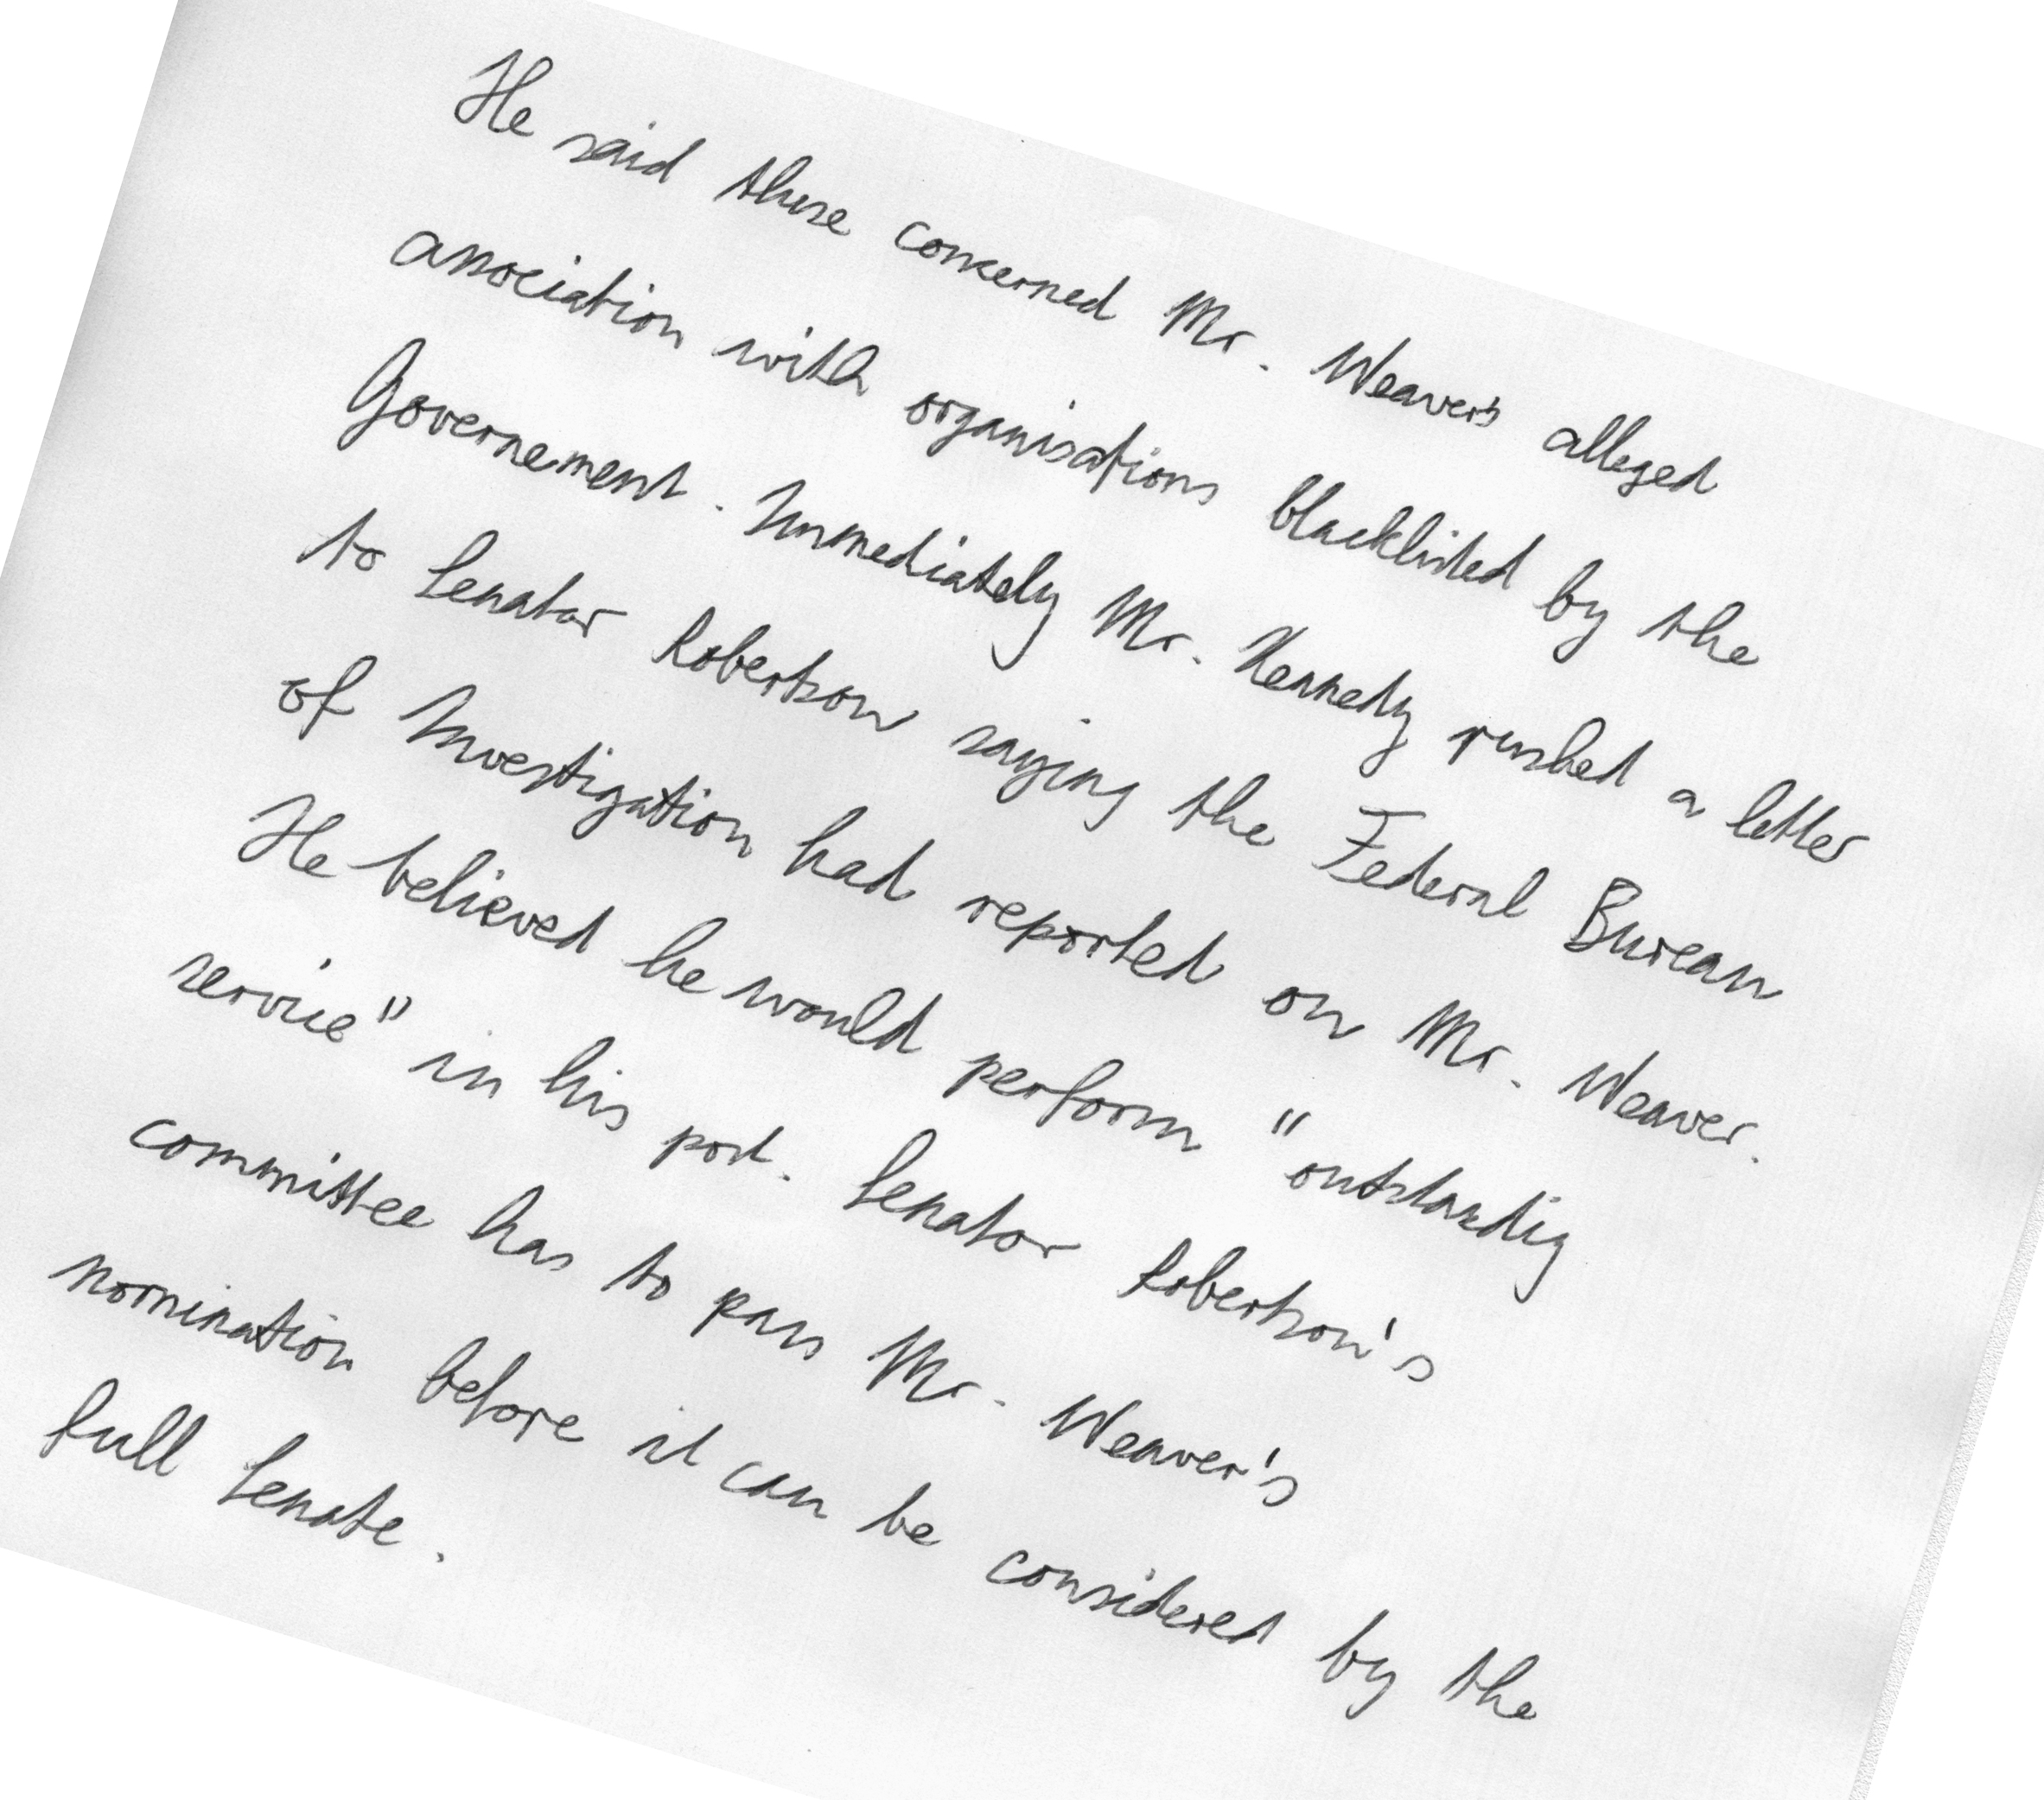 He said these concerned Mr. Weaver's alleged
association with organisations blacklisted by the
Governement. Immediately Mr. Kennedy rushed a letter
to Senator Robertson saying the Federal Bureau
of Investigation had reported on Mr. Weaver.
He believed he would perform "outstandig
service" in his post. Senator Robertson's
committee has to pass Mr. Weaver's
nomination before it can be considered by the
full Senate.